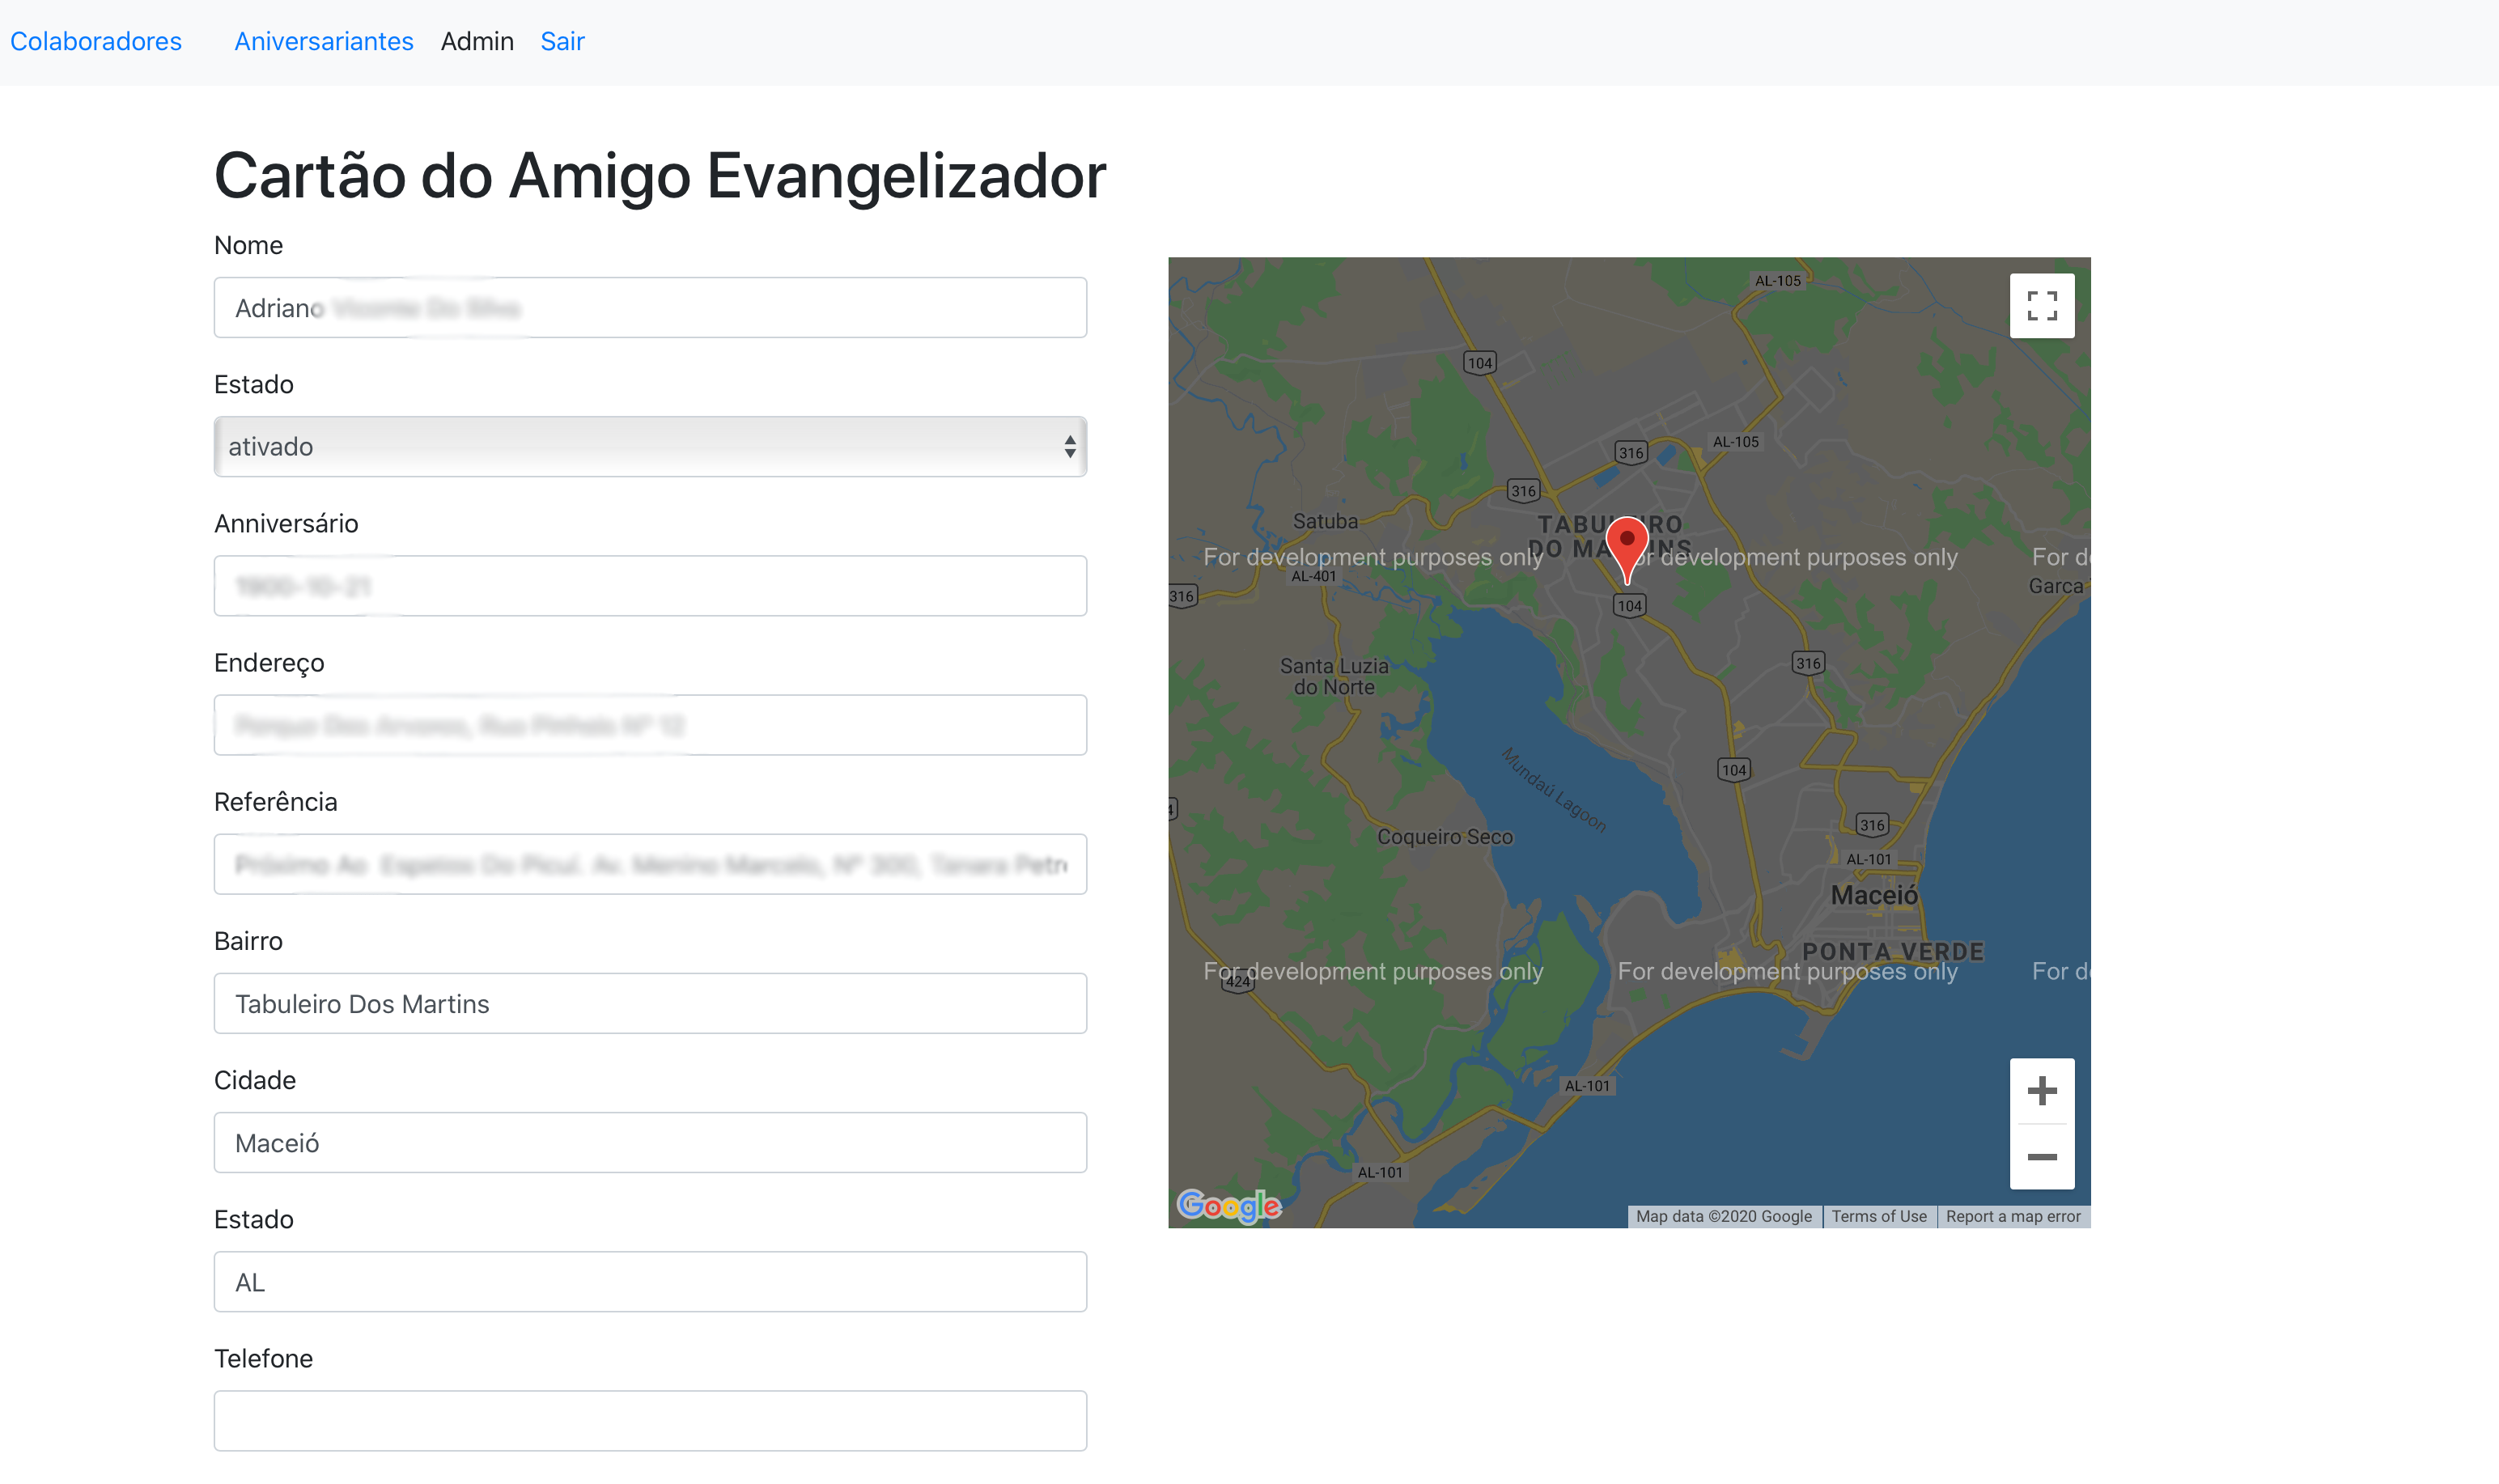 Colaboradores Aniversariantes Admin Sair
Cartão do Amigo Evangelizador
Nome
Adriano
Estado
ativado
Anniversário
Endereço
Referência
Bairro
Tabuleiro Dos Martins
Cidade
Maceió
Estado
AL
Telefone
AL-105
104
316
AL-105
316
Satuba
TABULEIRO
DO MARTINS
For development purposes only
For development purposes only
For d
AL-401
Garca
316
104
Santa Luzia
do Norte
316
Mundaú Lagoon
104
Coqueiro Seco
316
AL-101
Maceió
PONTA VERDE
For development purposes only
For development purposes only
For d
424
AL-101
AL-101
Google
Map data ©2020 Google Terms of Use Report a map error